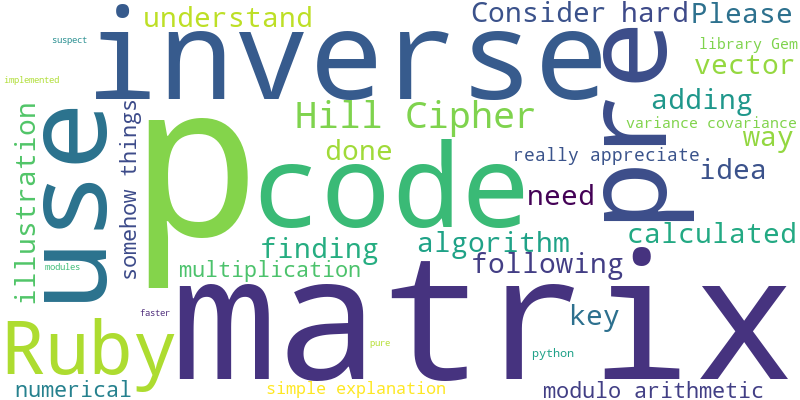 understand
Consider hard
Please
suspect
inverse
pre
library Gem
vector
implemented
use
somehow things
p
Hill Cipher
adding
variance covariance
way
illustration
done
code
really appreciate
idea
need
finding
algorithm
calculated
modules
multiplication
following
matrix
faster
key
Ruby
pure
python
numerical
simple explanation
modulo arithmetic